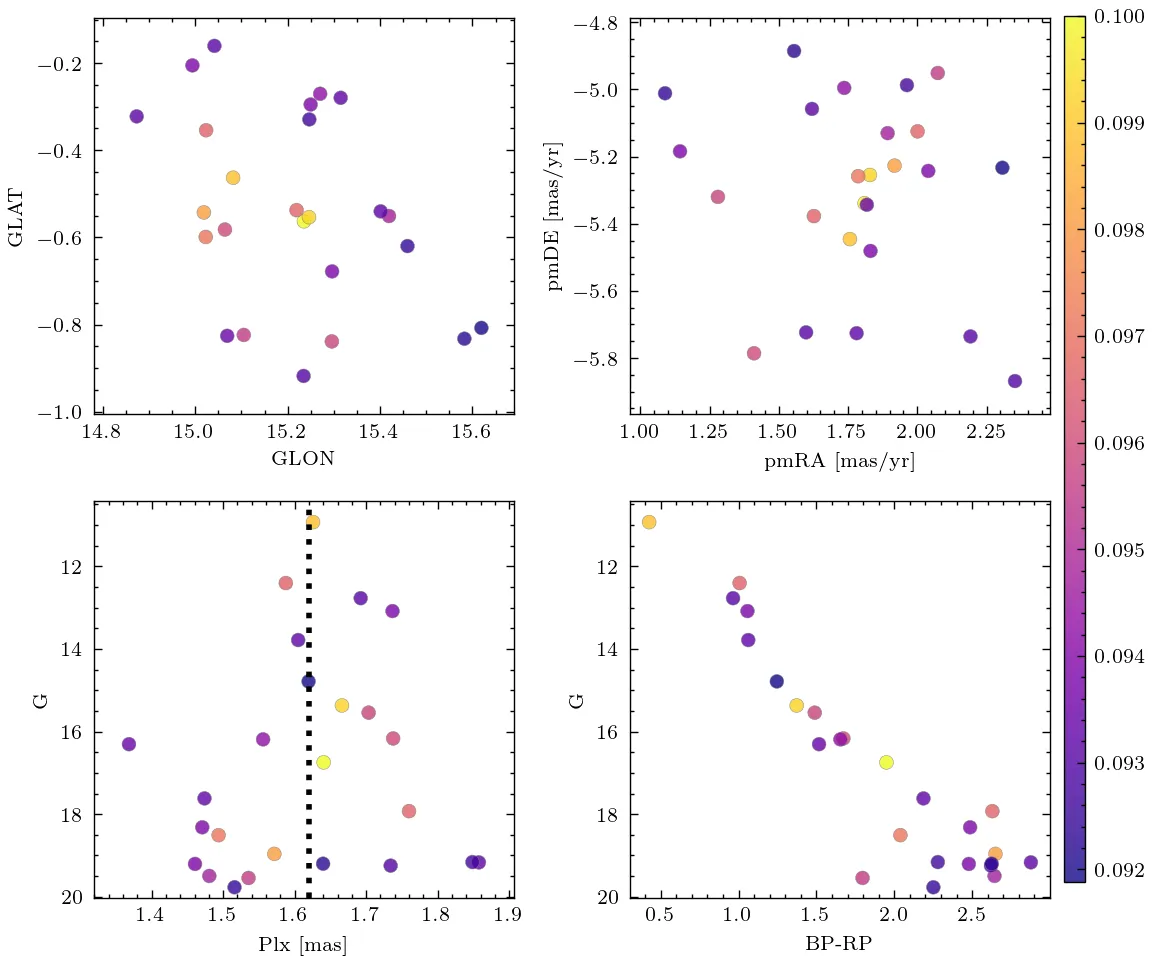 −0.2
−0.4
−0.6
−0.8
−1.0
GLAT
14.8 15.0 15.2 15.4 15.6
GLON
−4.8
−5.0
−5.2
−5.4
−5.6
−5.8
pmDE [mas/yr]
1.00 1.25 1.50 1.75 2.00 2.25
pmRA [mas/yr]
12
14
16
18
20
G
1.4 1.5 1.6 1.7 1.8 1.9
Plx [mas]
12
14
16
18
20
G
0.5 1.0 1.5 2.0 2.5
BP-RP
0.100
0.099
0.098
0.097
0.096
0.095
0.094
0.093
0.092